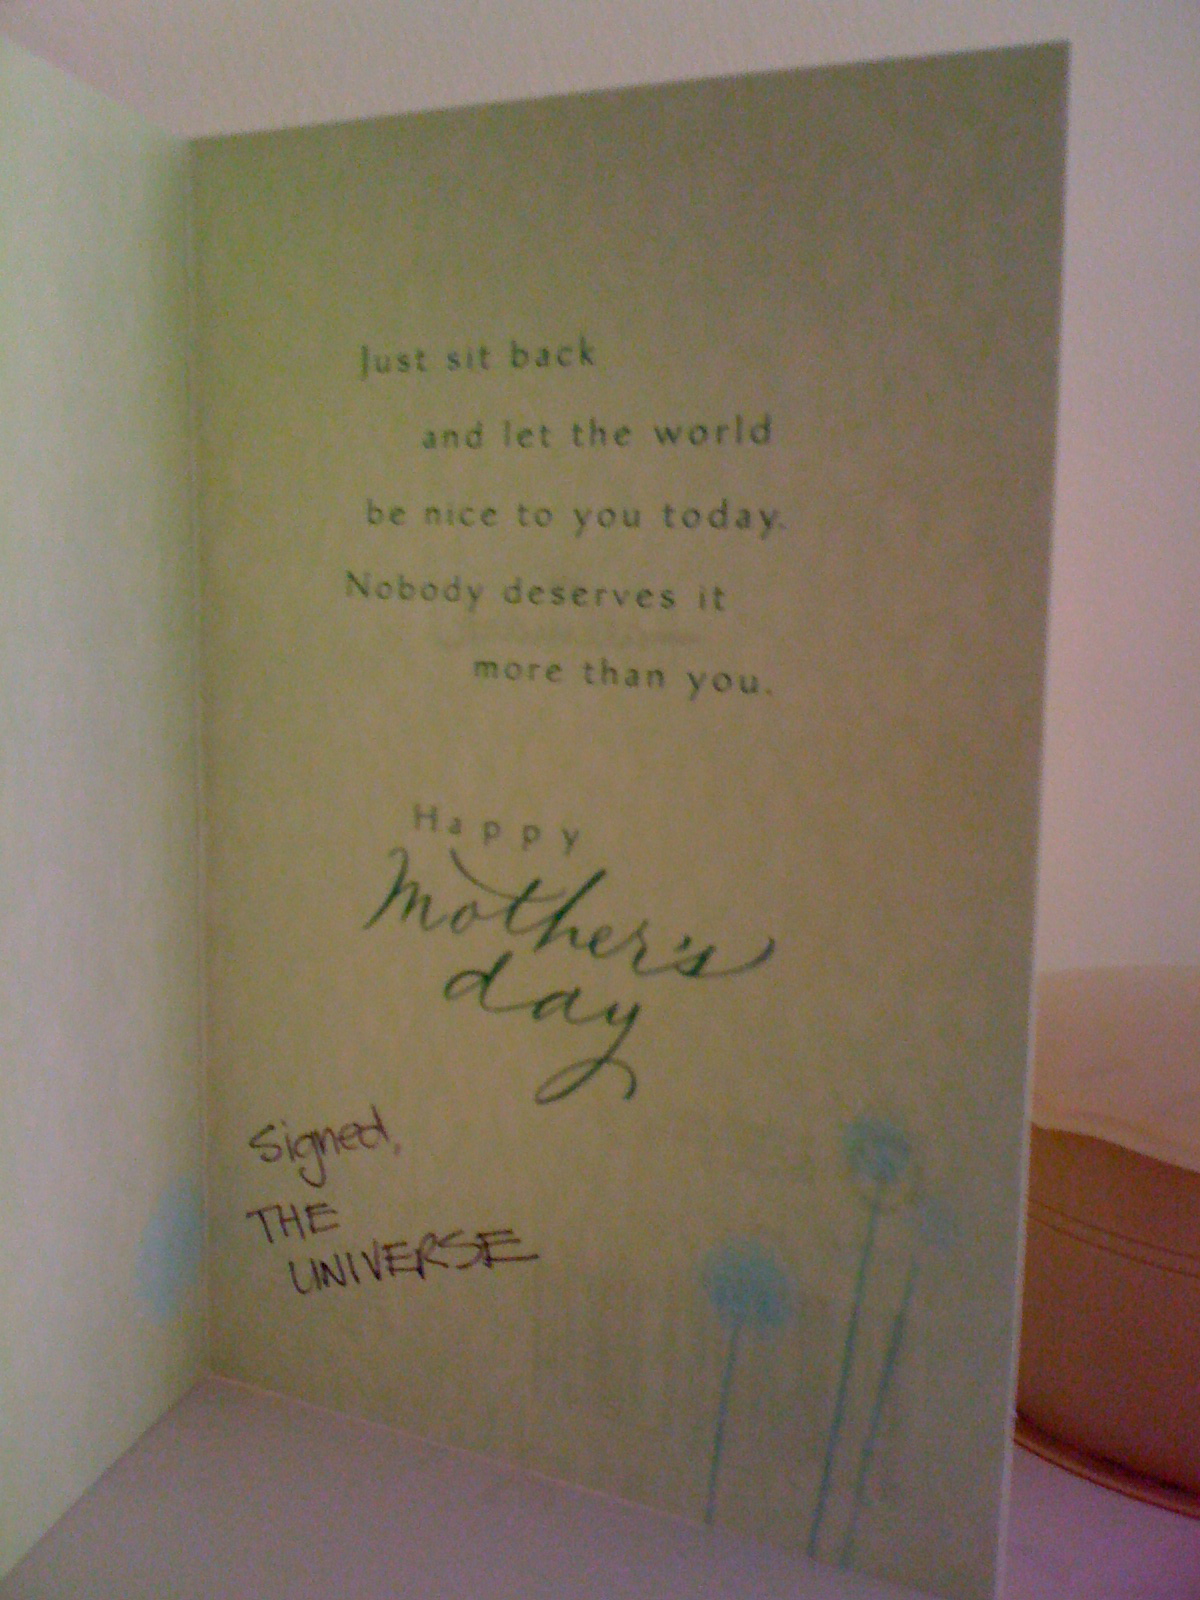 Just sit back
and let the world
be nice to you today.
Nobody deserves it
more than you.
Happy
Mother's
day
Signed,
THE
UNIVERSE